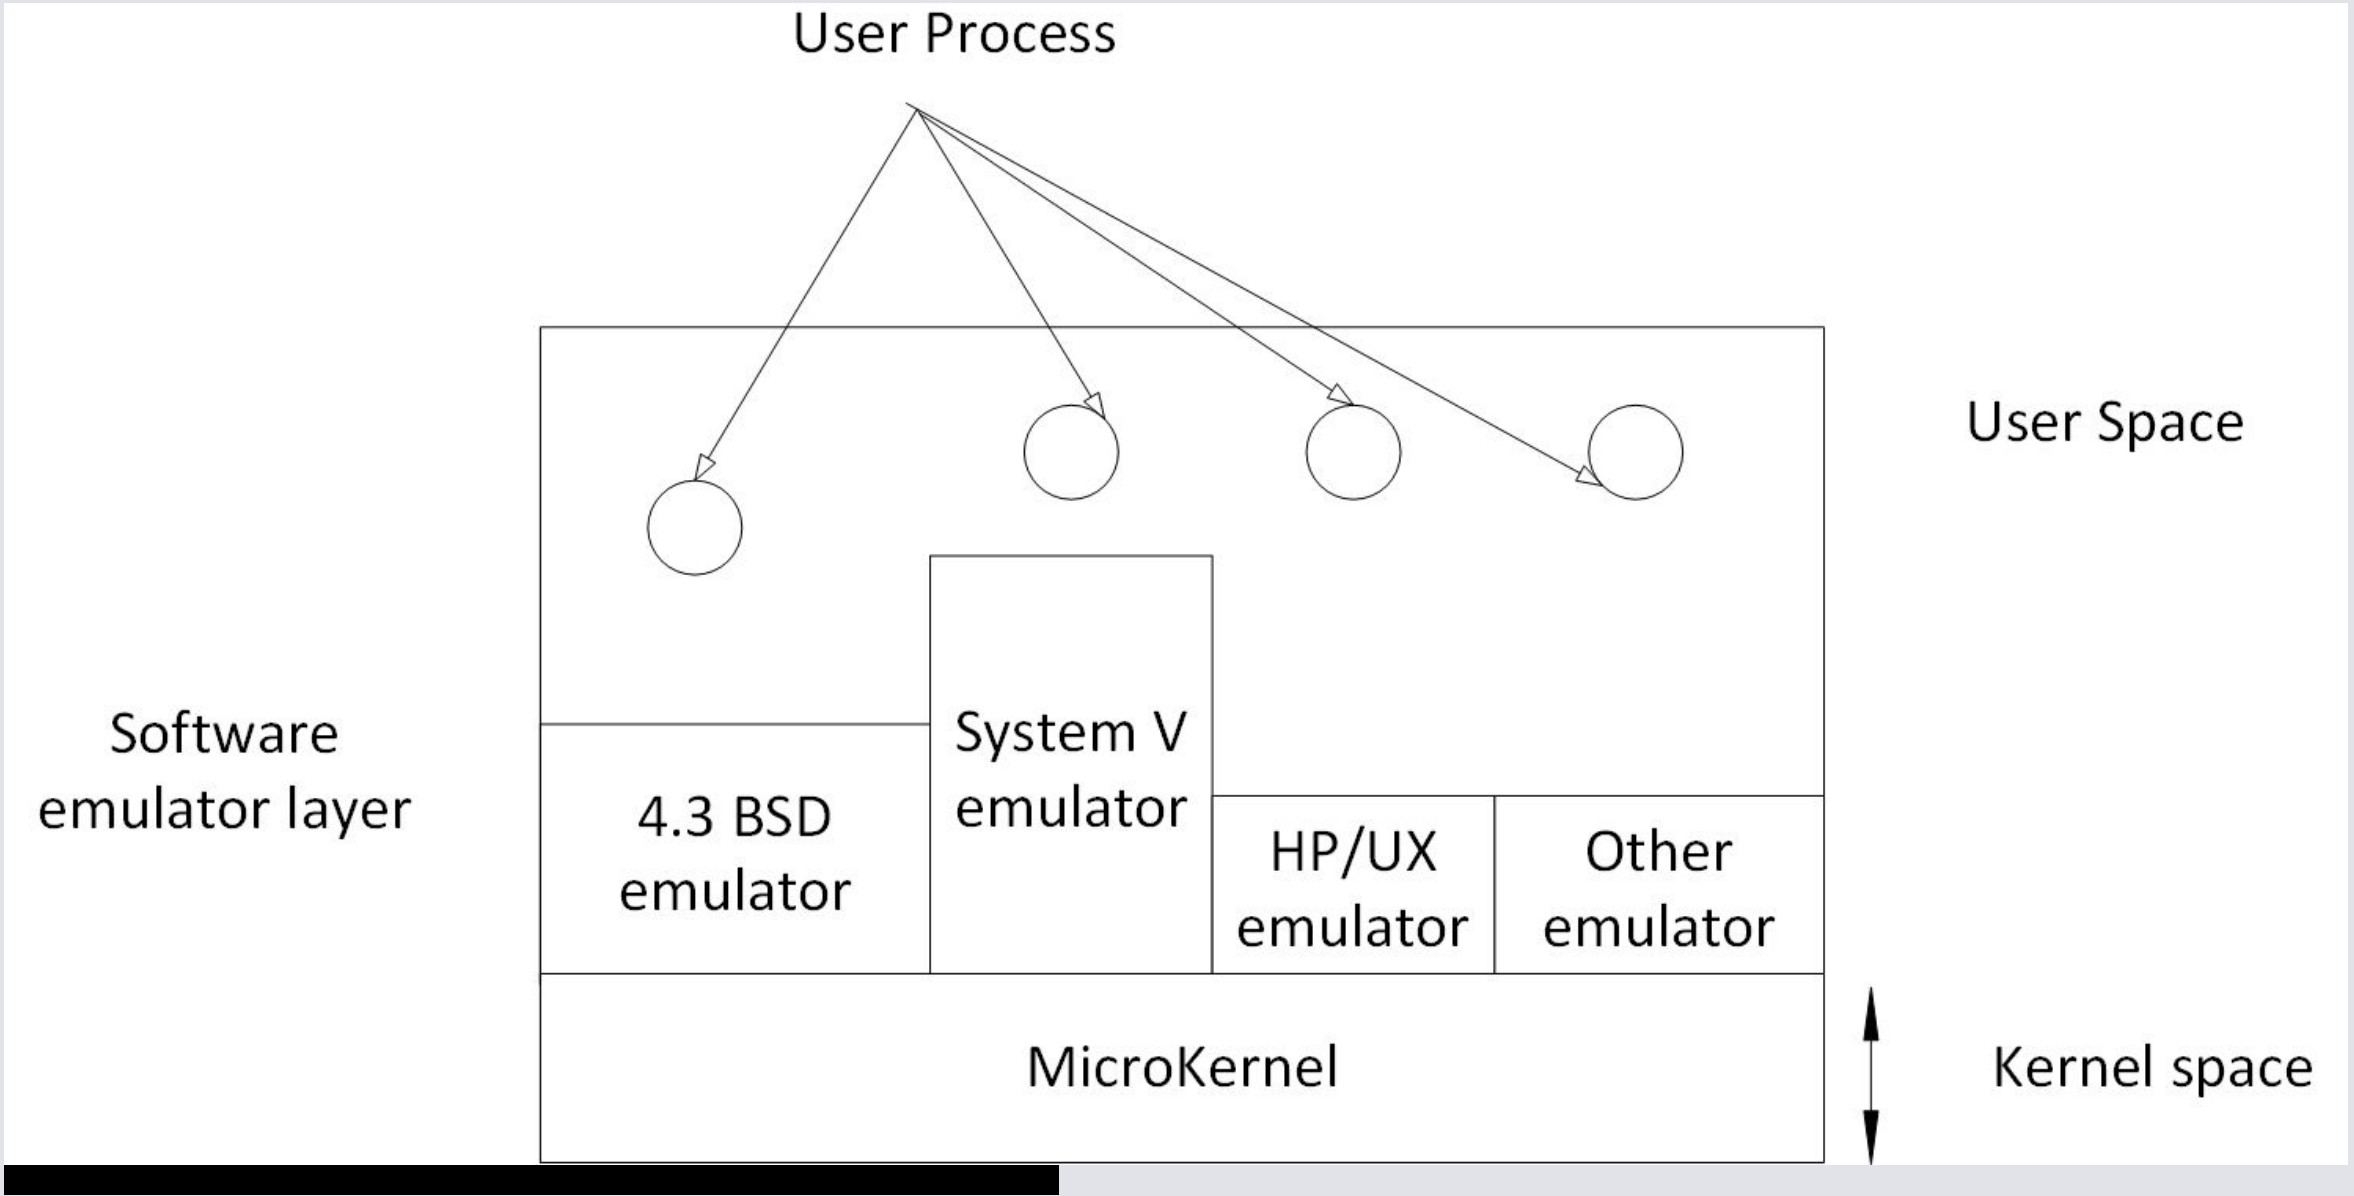 User Process
User Space
Software
emulator layer
4.3 BSD
emulator
System V
emulator
HP/UX
emulator
Other
emulator
MicroKernel
Kernel space